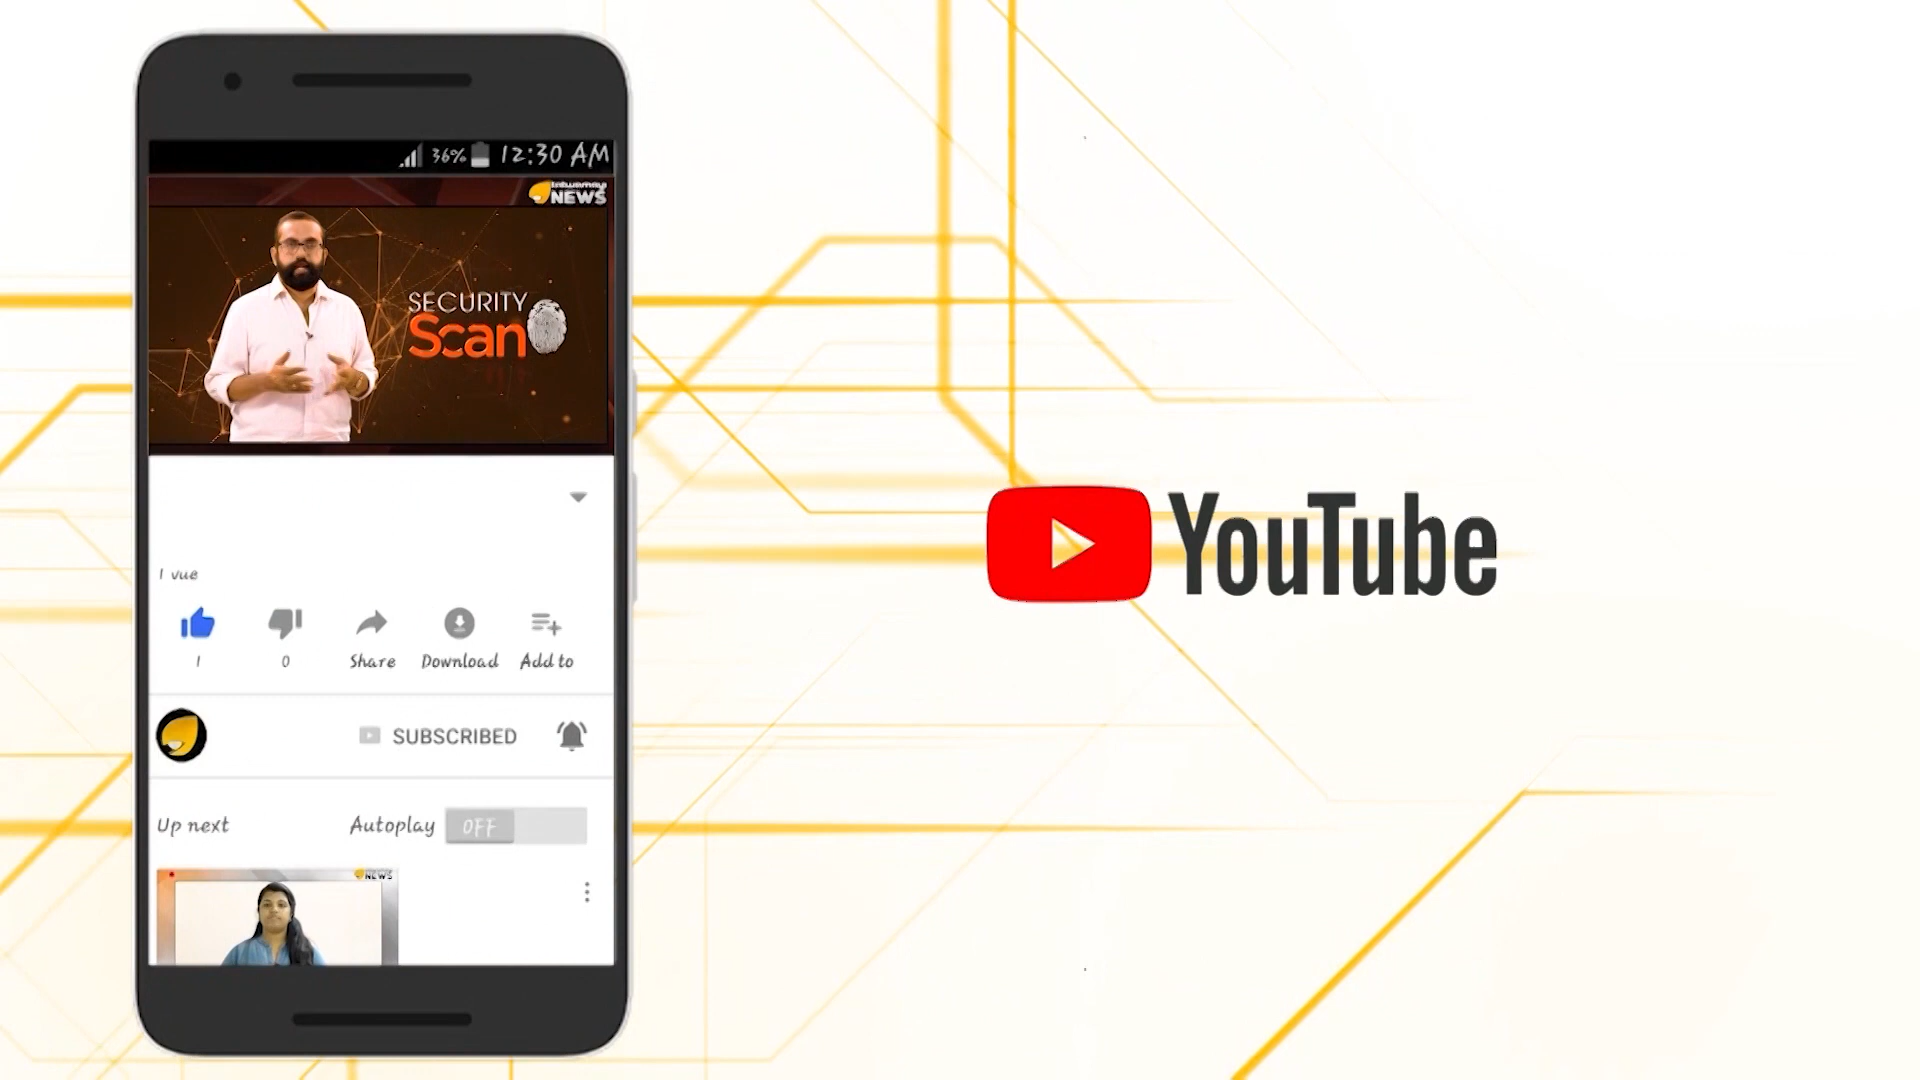 36% 12:30 AM
NEWS
SECURITY
Scan
1 vue
1 0 Share Download Add to
SUBSCRIBED
Up next Autoplay OFF
NEWS
YouTube